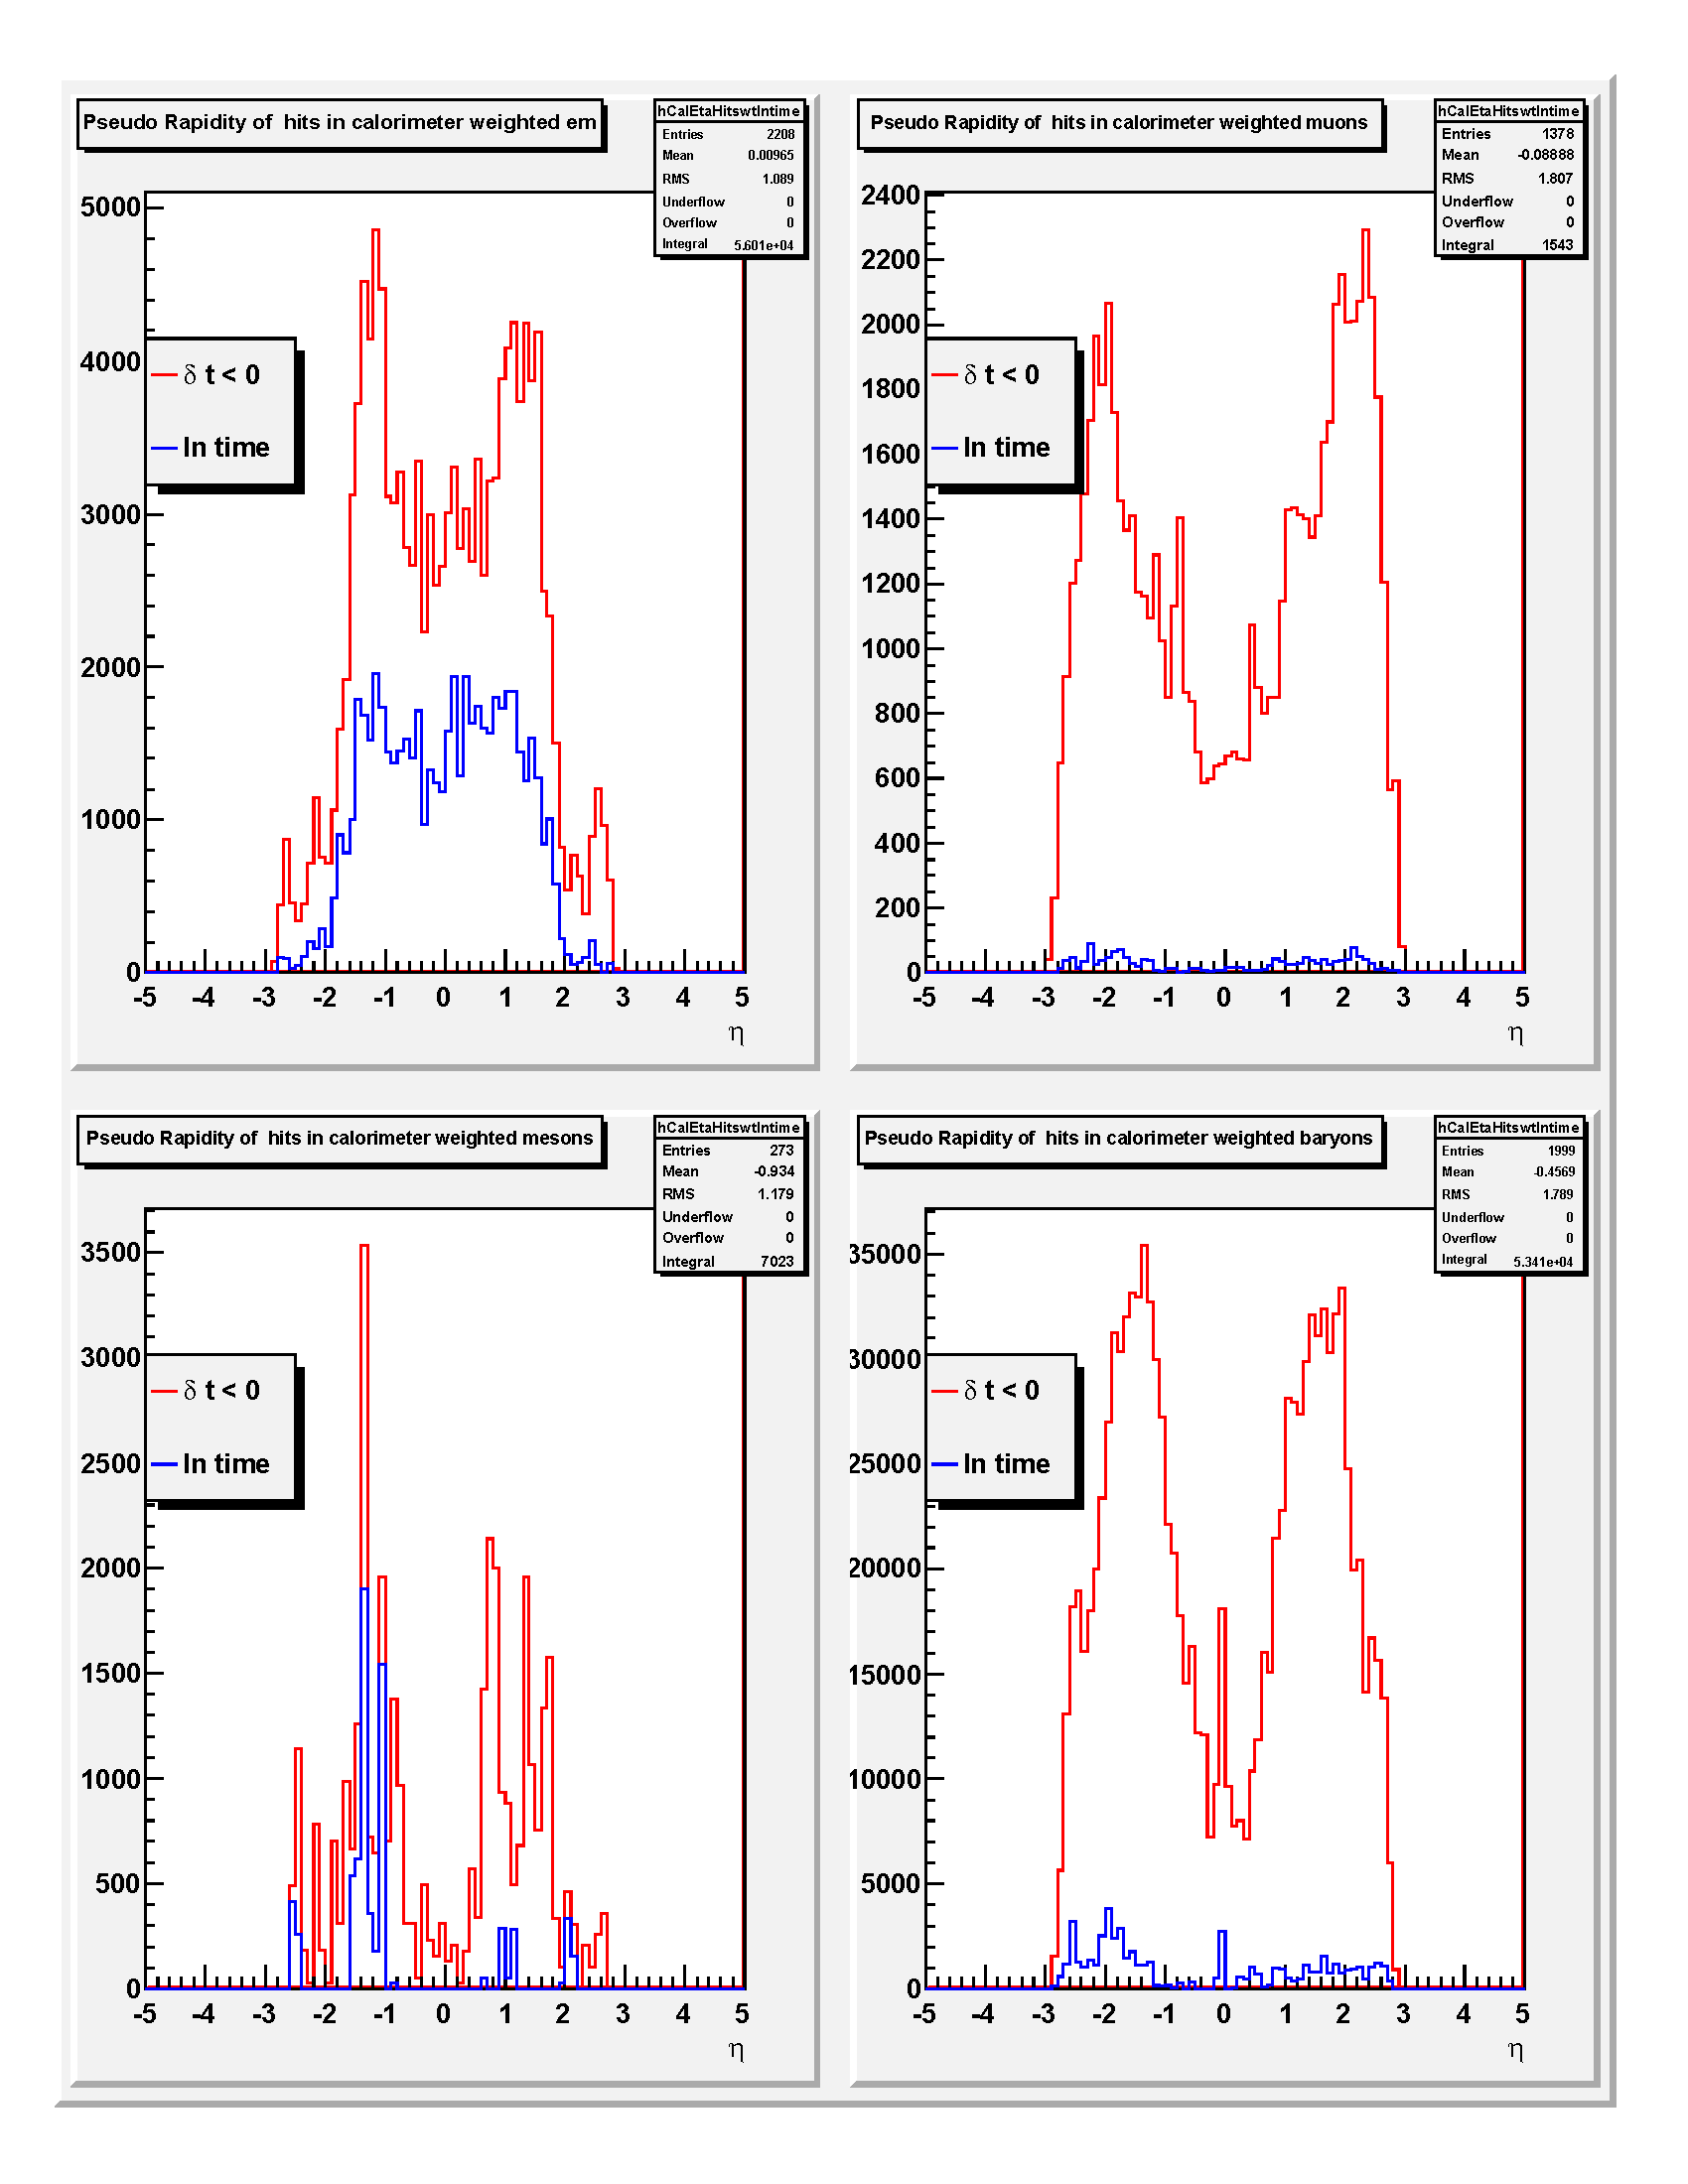 Pseudo Rapidity of hits in calorimeter weighted em
hCalEtaHitswtIntime
Entries 2208
Mean 0.00965
RMS 1.089
Underflow 0
Overflow 0
Integral 5.601e+04
5000
4000
3000
2000
1000
0
δ t < 0
In time
-5 -4 -3 -2 -1 0 1 2 3 4 5
η
Pseudo Rapidity of hits in calorimeter weighted muons
hCalEtaHitswtIntime
Entries 1378
Mean -0.08888
RMS 1.807
Underflow 0
Overflow 0
Integral 1543
2400
2200
2000
1800
1600
1400
1200
1000
800
600
400
200
0
δ t < 0
In time
-5 -4 -3 -2 -1 0 1 2 3 4 5
η
Pseudo Rapidity of hits in calorimeter weighted mesons
hCalEtaHitswtIntime
Entries 273
Mean -0.934
RMS 1.179
Underflow 0
Overflow 0
Integral 7023
3500
3000
2500
2000
1500
1000
500
0
δ t < 0
In time
-5 -4 -3 -2 -1 0 1 2 3 4 5
η
Pseudo Rapidity of hits in calorimeter weighted baryons
hCalEtaHitswtIntime
Entries 1999
Mean -0.4569
RMS 1.789
Underflow 0
Overflow 0
Integral 5.341e+04
35000
30000
25000
20000
15000
10000
5000
0
δ t < 0
In time
-5 -4 -3 -2 -1 0 1 2 3 4 5
η